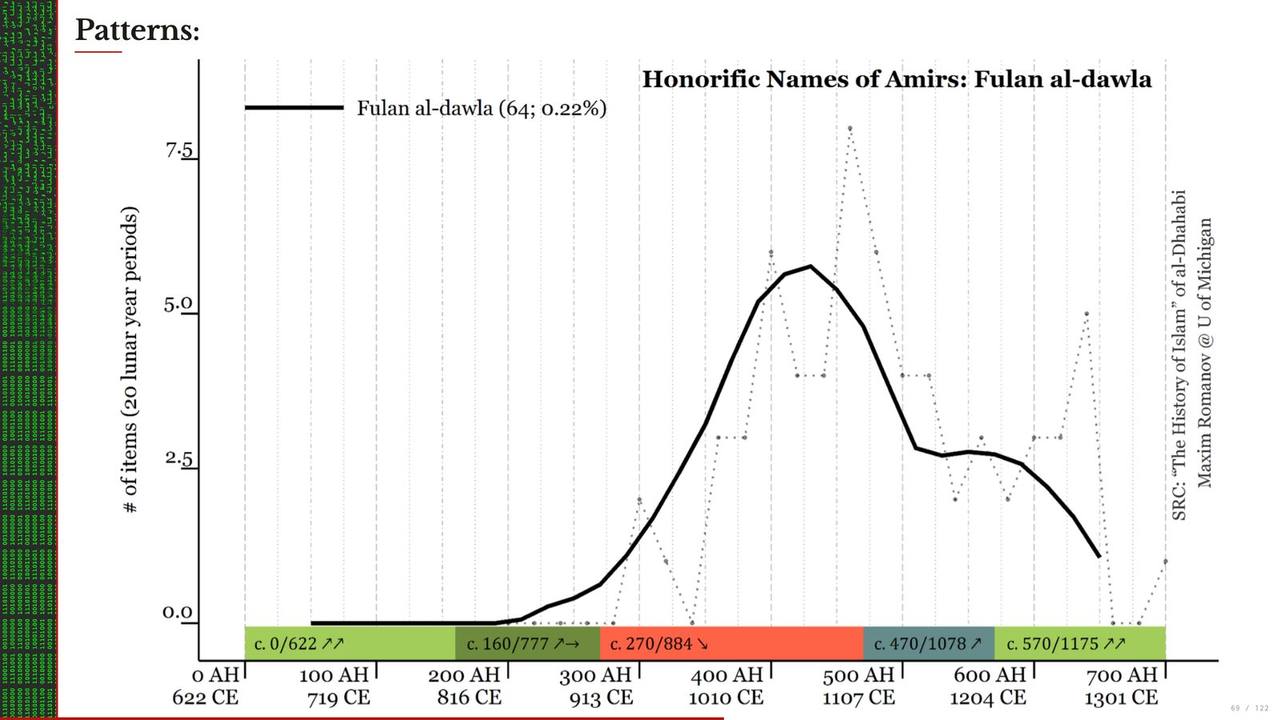 Patterns:
Honorific Names of Amirs: Fulan al-dawla
Fulan al-dawla (64; 0.22%)
7.5
5.0
2.5
0.0
# of items (20 lunar year periods)
SRC: “The History of Islam” of al-Dhahabi
Maxim Romanov @ U of Michigan
c. 0/622 ↗↗
c. 160/777 ↗→
c. 270/884 ↘
c. 470/1078 ↗
c. 570/1175 ↗↗
0 AH
622 CE
100 AH
719 CE
200 AH
816 CE
300 AH
913 CE
400 AH
1010 CE
500 AH
1107 CE
600 AH
1204 CE
700 AH
1301 CE
69 / 122